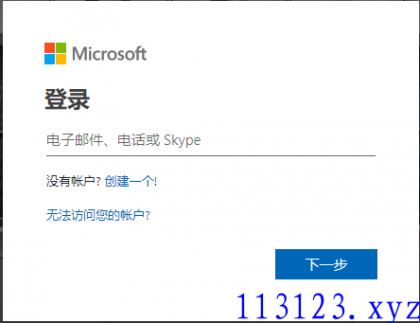 Microsoft
登录
电子邮件、电话或 Skype
没有帐户? 创建一个!
无法访问您的帐户?
下一步
113123.xyz